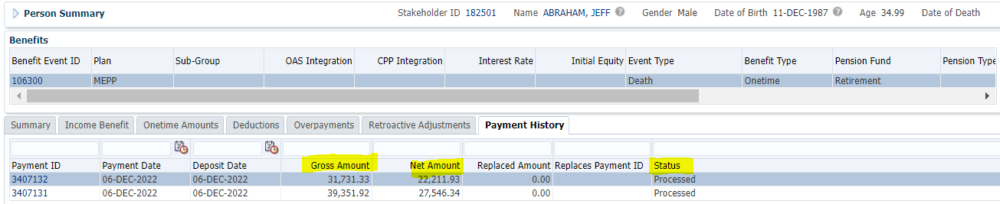 Person Summary Stakeholder ID 182501 Name ABRAHAM, JEFF Gender Male Date of Birth 11-DEC-1987 Age 34.99 Date of Death
Benefits
Benefit Event ID Plan Sub-Group OAS Integration CPP Integration Interest Rate Initial Equity Event Type Benefit Type Pension Fund Pension Type
106300 MEPP Death Onetime Retirement
Summary Income Benefit Onetime Amounts Deductions Overpayments Retroactive Adjustments Payment History
Payment ID Payment Date Deposit Date Gross Amount Net Amount Replaced Amount Replaces Payment ID Status
3407132 06-DEC-2022 06-DEC-2022 31,731.33 22,211.93 0.00 Processed
3407131 06-DEC-2022 06-DEC-2022 39,351.92 27,546.34 0.00 Processed